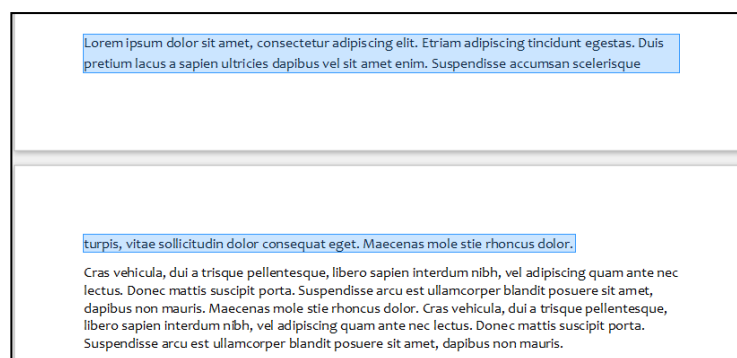 Lorem ipsum dolor sit amet, consectetur adipiscing elit. Etriam adipiscing tincidunt egestas. Duis
pretium lacus a sapien ultricies dapibus vel sit amet enim. Suspendisse accumsan scelerisque
turpis, vitae sollicitudin dolor consequat eget. Maecenas mole stie rhoncus dolor.
Cras vehicula, dui a trisque pellentesque, libero sapien interdum nibh, vel adipiscing quam ante nec
lectus. Donec mattis suscipit porta. Suspendisse arcu est ullamcorper blandit posuere sit amet,
dapibus non mauris. Maecenas mole stie rhoncus dolor. Cras vehicula, dui a trisque pellentesque,
libero sapien interdum nibh, vel adipiscing quam ante nec lectus. Donec mattis suscipit porta.
Suspendisse arcu est ullamcorper blandit posuere sit amet, dapibus non mauris.